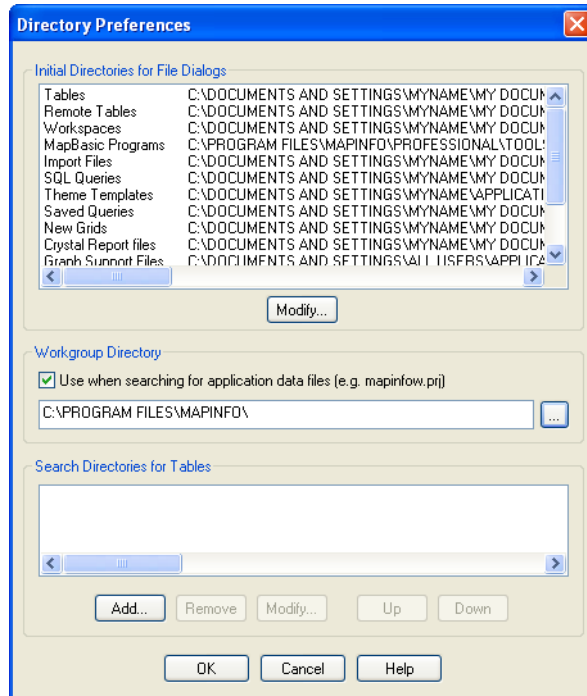 Directory Preferences
Initial Directories for File Dialogs
Tables C:\DOCUMENTS AND SETTINGS\MYNAME\MY DOCUM
Remote Tables C:\DOCUMENTS AND SETTINGS\MYNAME\MY DOCUM
Workspaces C:\DOCUMENTS AND SETTINGS\MYNAME\MY DOCUM
MapBasic Programs C:\PROGRAM FILES\MAPINFO\PROFESSIONAL\TOOLS
Import Files C:\DOCUMENTS AND SETTINGS\MYNAME\MY DOCUM
SQL Queries C:\DOCUMENTS AND SETTINGS\MYNAME\MY DOCUM
Theme Templates C:\DOCUMENTS AND SETTINGS\MYNAME\APPLICATI
Saved Queries C:\DOCUMENTS AND SETTINGS\MYNAME\MY DOCUM
New Grids C:\DOCUMENTS AND SETTINGS\MYNAME\MY DOCUM
Crystal Report files C:\DOCUMENTS AND SETTINGS\MYNAME\MY DOCUM
Graph Support Files C:\DOCUMENTS AND SETTINGS\ALL USERS\APPLICA
Modify...
Workgroup Directory
Use when searching for application data files (e.g. mapinfow.prj)
C:\PROGRAM FILES\MAPINFO\
...
Search Directories for Tables
Add... Remove Modify... Up Down
OK Cancel Help